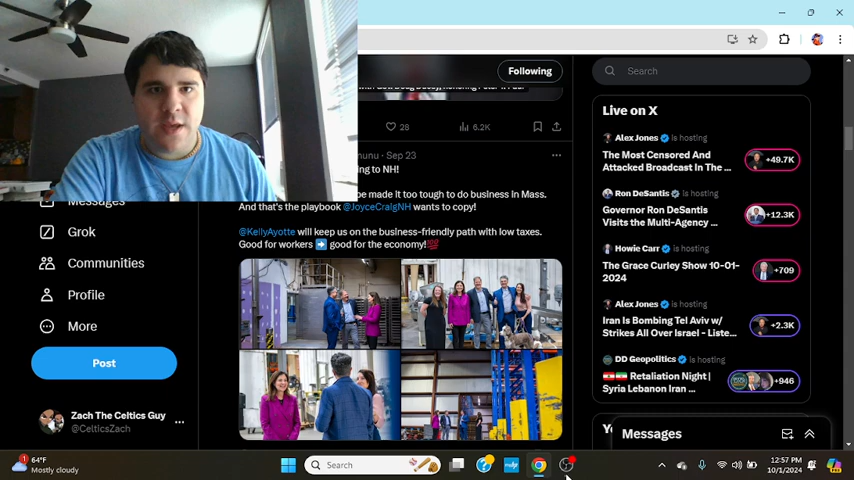 Following
Search
28
6.2K
nunu · Sep 23
ing to NH!
be made it too tough to do business in Mass.
And that's the playbook @JoyceCraigNH wants to copy!
@KellyAyotte will keep us on the business-friendly path with low taxes.
Good for workers ➡️ good for the economy!💯
Messages
Grok
Communities
Profile
More
Post
Zach The Celtics Guy
@CelticsZach
Live on X
Alex Jones is hosting
The Most Censored And
Attacked Broadcast In The ...
+49.7K
Ron DeSantis is hosting
Governor Ron DeSantis
Visits the Multi-Agency ...
+12.3K
Howie Carr is hosting
The Grace Curley Show 10-01-
2024
+709
Alex Jones is hosting
Iran Is Bombing Tel Aviv w/
Strikes All Over Israel - Liste...
+2.3K
DD Geopolitics is hosting
Retaliation Night |
Syria Lebanon Iran ...
+946
Messages
1
64°F
Mostly cloudy
Search
12:57 PM
10/1/2024